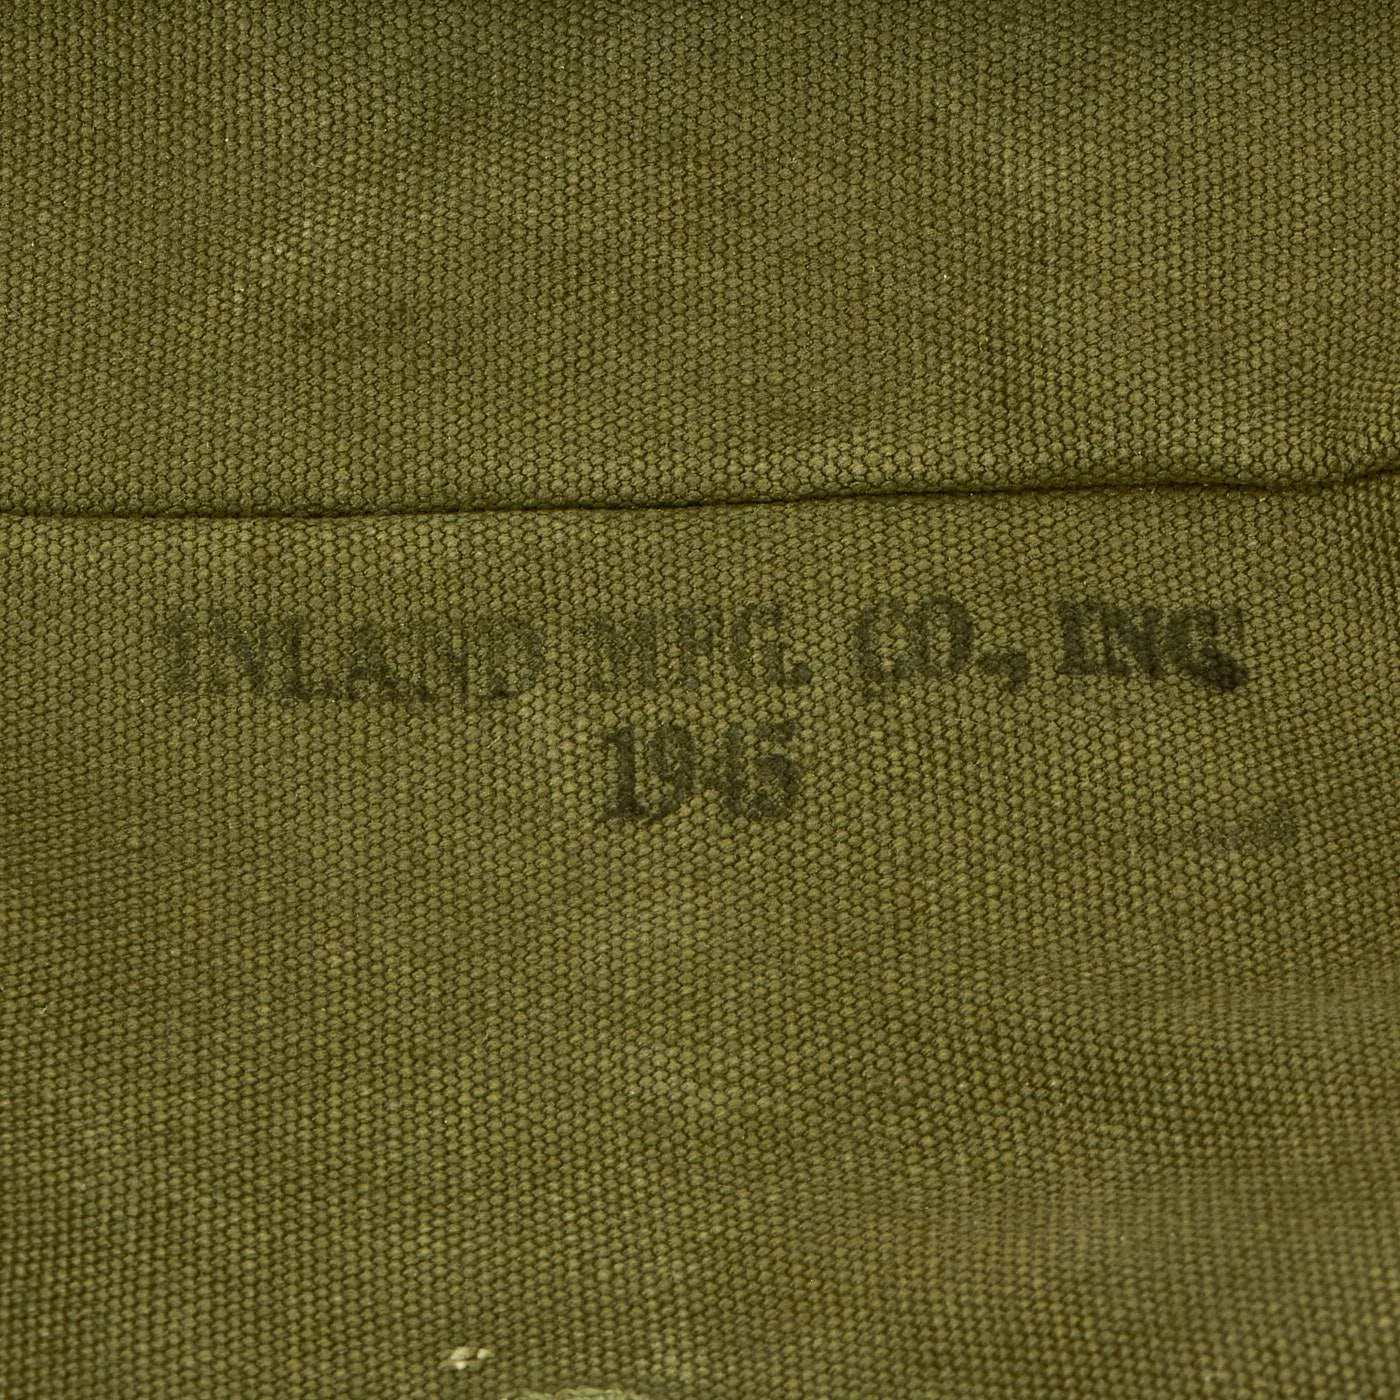 INLAND MFG. CO., INC.
1945